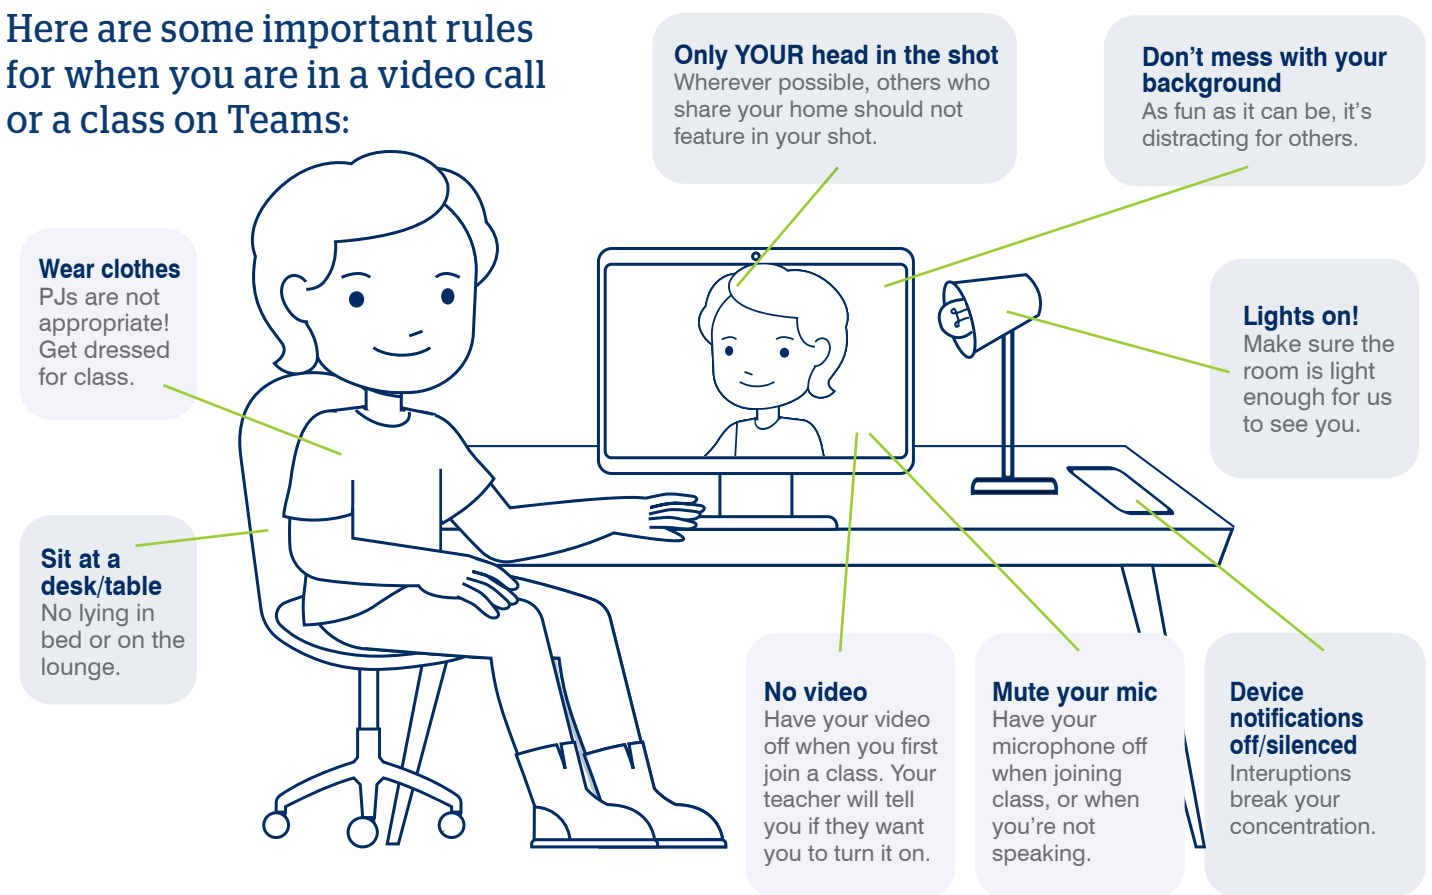 Here are some important rules
for when you are in a video call
or a class on Teams:
Only YOUR head in the shot
Wherever possible, others who
share your home should not
feature in your shot.
Don’t mess with your
background
As fun as it can be, it’s
distracting for others.
Wear clothes
PJs are not
appropriate!
Get dressed
for class.
Lights on!
Make sure the
room is light
enough for us
to see you.
Sit at a
desk/table
No lying in
bed or on the
lounge.
No video
Have your video
off when you first
join a class. Your
teacher will tell
you if they want
you to turn it on.
Mute your mic
Have your
microphone off
when joining
class, or when
you’re not
speaking.
Device
notifications
off/silenced
Interuptions
break your
concentration.